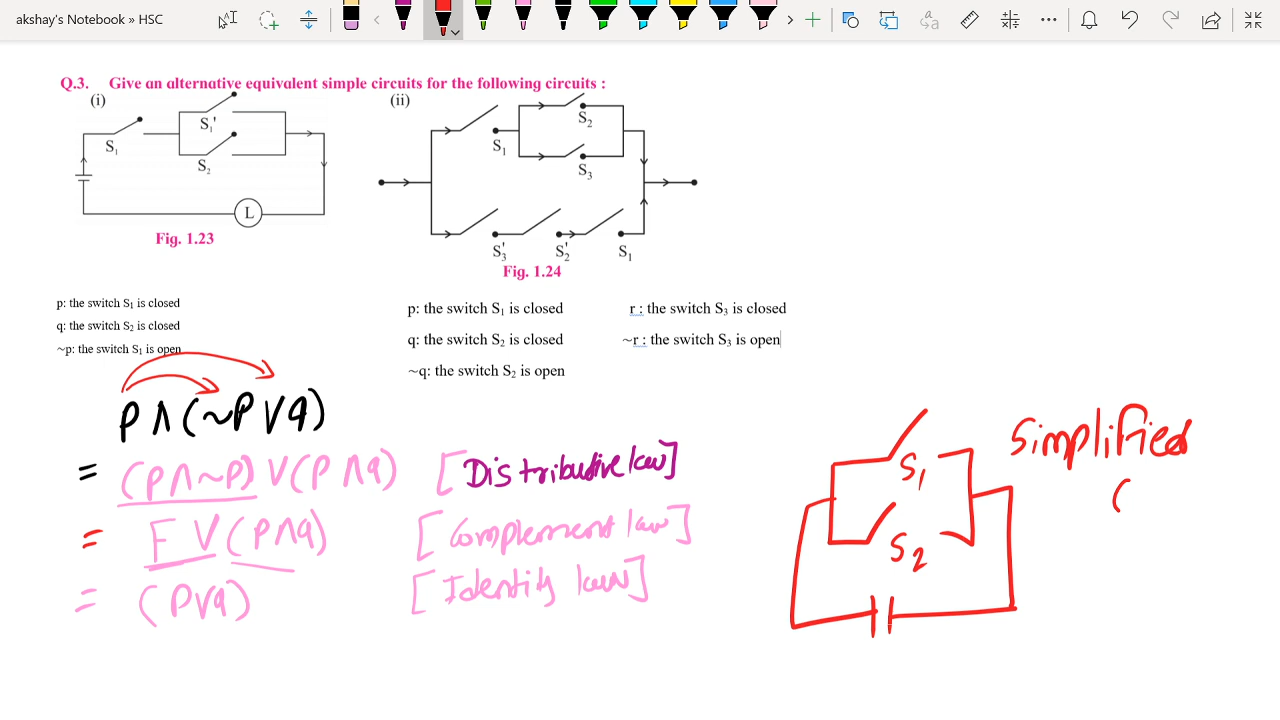 akshay's Notebook » HSC
Q.3. Give an alternative equivalent simple circuits for the following circuits :
(i)
S₁
S₁'
S₂
L
Fig. 1.23
(ii)
S₁
S₂
S₃
S₃'
S₂'
S₁
Fig. 1.24
p: the switch S₁ is closed
q: the switch S₂ is closed
~p: the switch S₁ is open
p: the switch S₁ is closed
q: the switch S₂ is closed
~q: the switch S₂ is open
r : the switch S₃ is closed
~r : the switch S₃ is open
P ∧ (~P ∨ q)
= (P ∧ ~P) ∨ (P ∧ q) [Distributive law]
= F ∨ (P ∧ q) [Complement law]
= (P ∨ q) [Identity law]
S₁
S₂
Simplified
(